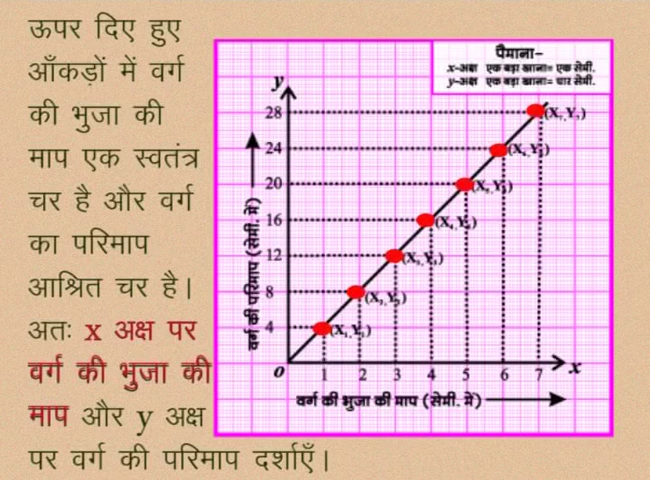 ऊपर दिए हुए
आँकड़ों में वर्ग
की भुजा की
माप एक स्वतंत्र
चर है और वर्ग
का परिमाप
आश्रित चर है।
अतः x अक्ष पर
वर्ग की भुजा की
माप और y अक्ष
पर वर्ग की परिमाप दर्शाएँ।
पैमाना–
x-अक्ष एक बड़ा खाना= एक सेमी.
y-अक्ष एक बड़ा खाना= चार सेमी.
y
28
24
20
16
12
8
4
वर्ग की परिमाप (सेमी. में)
o
1 2 3 4 5 6 7 x
वर्ग की भुजा की माप (सेमी. में)